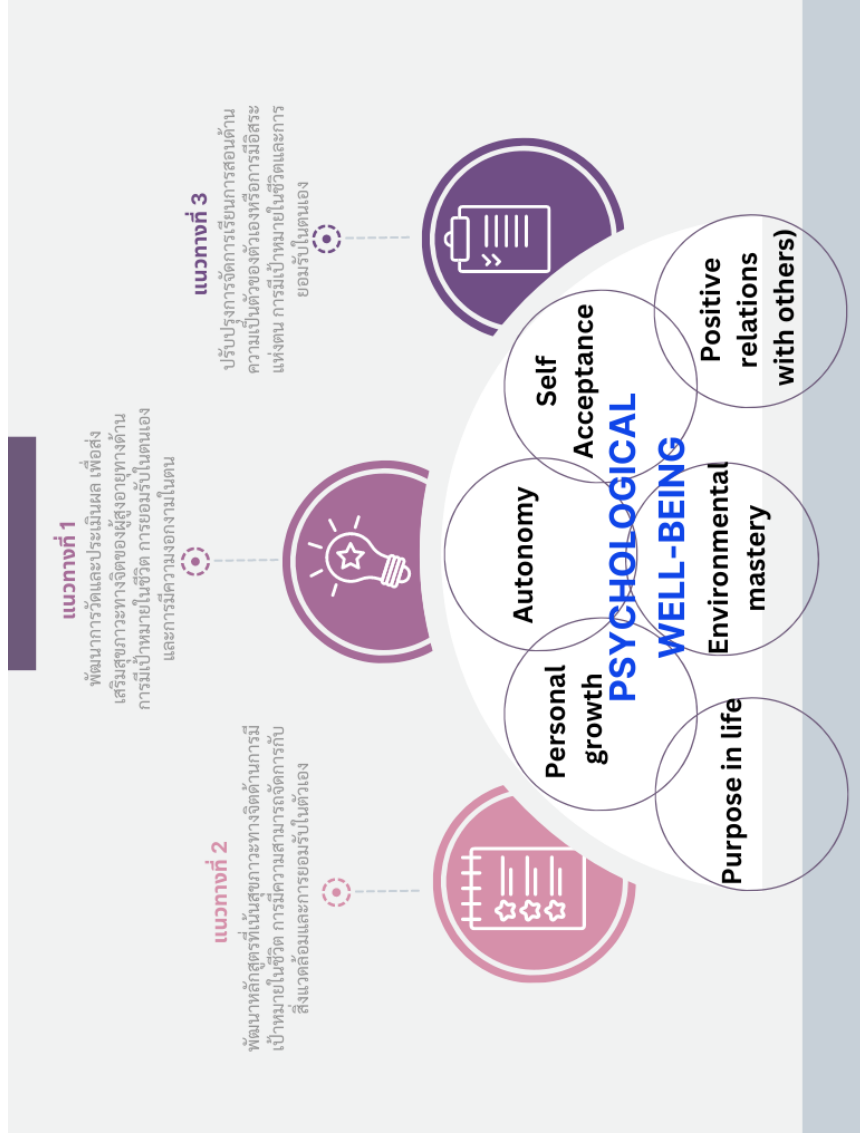 แนวทางที่ 1
พัฒนาการวัดและประเมินผล เพื่อส่ง
เสริมสุขภาวะทางจิตของผู้สูงอายุทางด้าน
การมีเป้าหมายในชีวิต การยอมรับในตนเอง
และการมีความงอกงามในตน
แนวทางที่ 2
พัฒนาหลักสูตรที่เน้นสุขภาวะทางจิตด้านการมี
เป้าหมายในชีวิต การมีความสามารถจัดการกับ
สิ่งแวดล้อมและการยอมรับในตัวเอง
แนวทางที่ 3
ปรับปรุงการจัดการเรียนการสอนด้าน
ความเป็นตัวของตัวเองหรือการมีอิสระ
แห่งตน การมีเป้าหมายในชีวิตและการ
ยอมรับในตนเอง
Autonomy
Personal
growth
Self
Acceptance
PSYCHOLOGICAL
WELL-BEING
Purpose in life
Environmental
mastery
Positive
relations
with others)